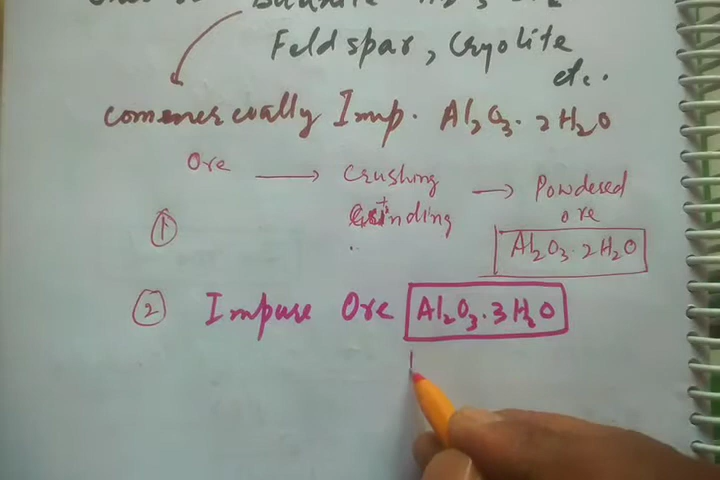 Feldspar, Cryolite
etc.
commercially Imp. Al₂O₃.2H₂O
Ore → Crushing → Powdered
+ Grinding ore
① Al₂O₃.2H₂O
② Impure Ore Al₂O₃.3H₂O